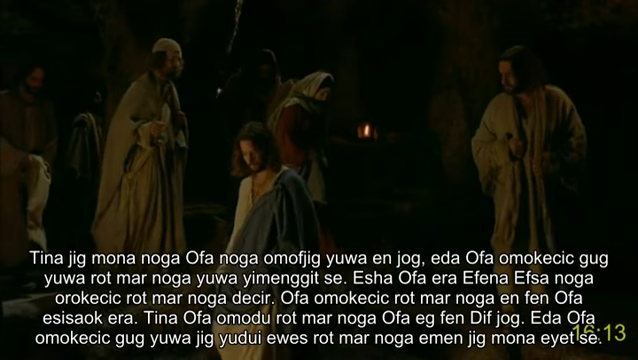 Tina jig mona noga Ofa noga omofjig yuwa en jog, eda Ofa omokecic gug
yuwa rot mar noga yuwa yimenggit se. Esha Ofa era Efena Efsa noga
orokecic rot mar noga decir. Ofa omokecic rot mar noga en fen Ofa
esisaok era. Tina Ofa omodu rot mar noga Ofa eg fen Dif jog. Eda Ofa
omokecic gug yuwa jig yudui ewes rot mar noga emen jig mona eyet se.
16:13